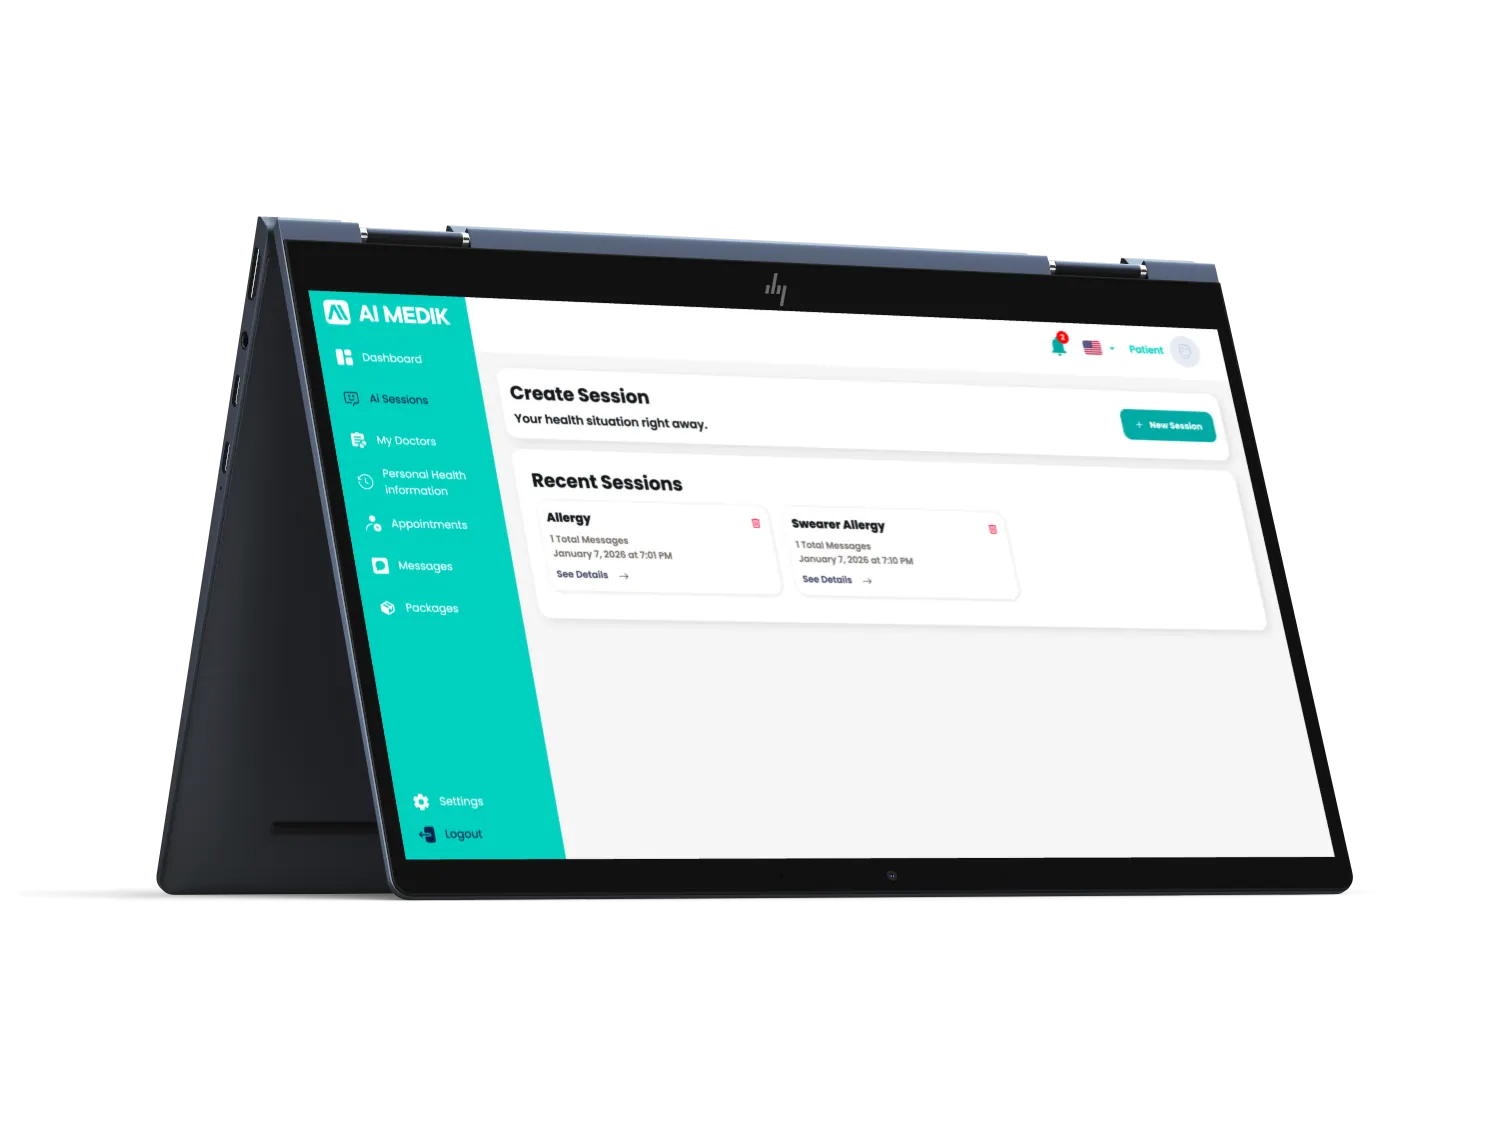 AI MEDIK
Dashboard
Ai Sessions
My Doctors
Personal Health
Information
Appointments
Messages
Packages
Settings
Logout
2
Patient
Create Session
Your health situation right away.
+ New Session
Recent Sessions
Allergy
1 Total Messages
January 7, 2026 at 7:01 PM
See Details →
Swearer Allergy
1 Total Messages
January 7, 2026 at 7:10 PM
See Details →
hp